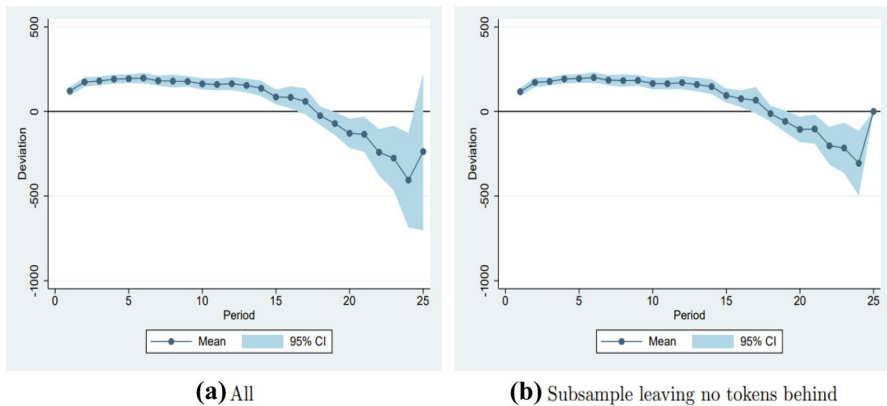 500
0
-500
-1000
Deviation
0
5
10
15
20
25
Period
Mean
95% CI
(a) All
500
0
-500
-1000
Deviation
0
5
10
15
20
25
Period
Mean
95% CI
(b) Subsample leaving no tokens behind